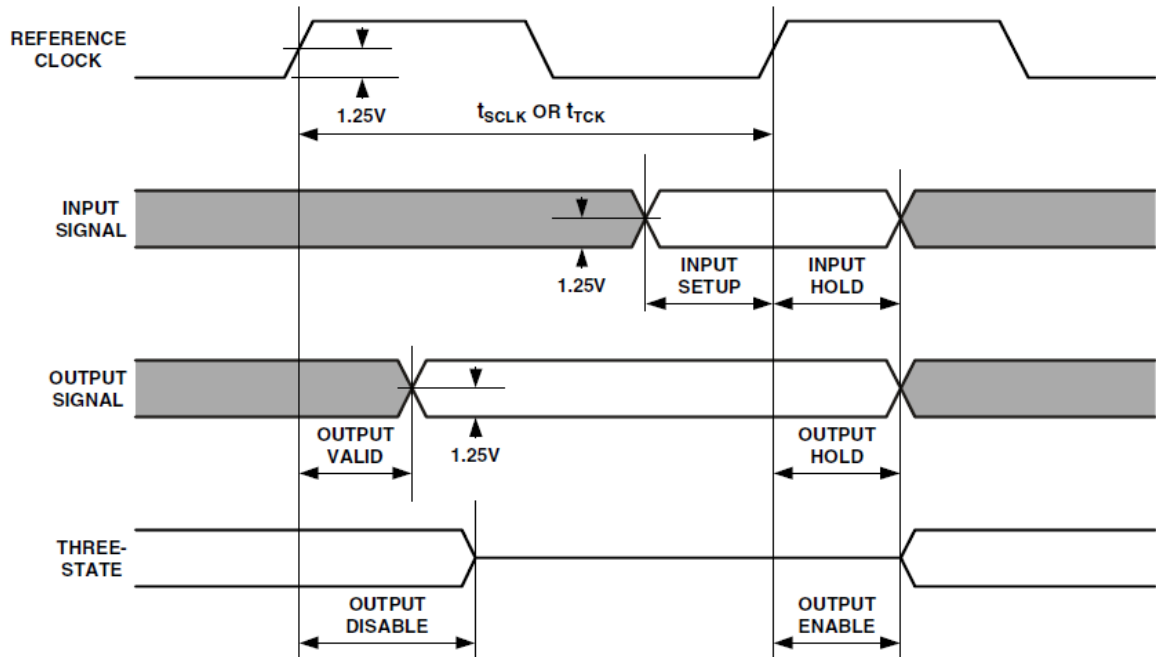 REFERENCE
CLOCK
1.25V
tSCLK OR tTCK
INPUT
SIGNAL
1.25V
INPUT
SETUP
INPUT
HOLD
OUTPUT
SIGNAL
OUTPUT
VALID
1.25V
OUTPUT
HOLD
THREE-
STATE
OUTPUT
DISABLE
OUTPUT
ENABLE